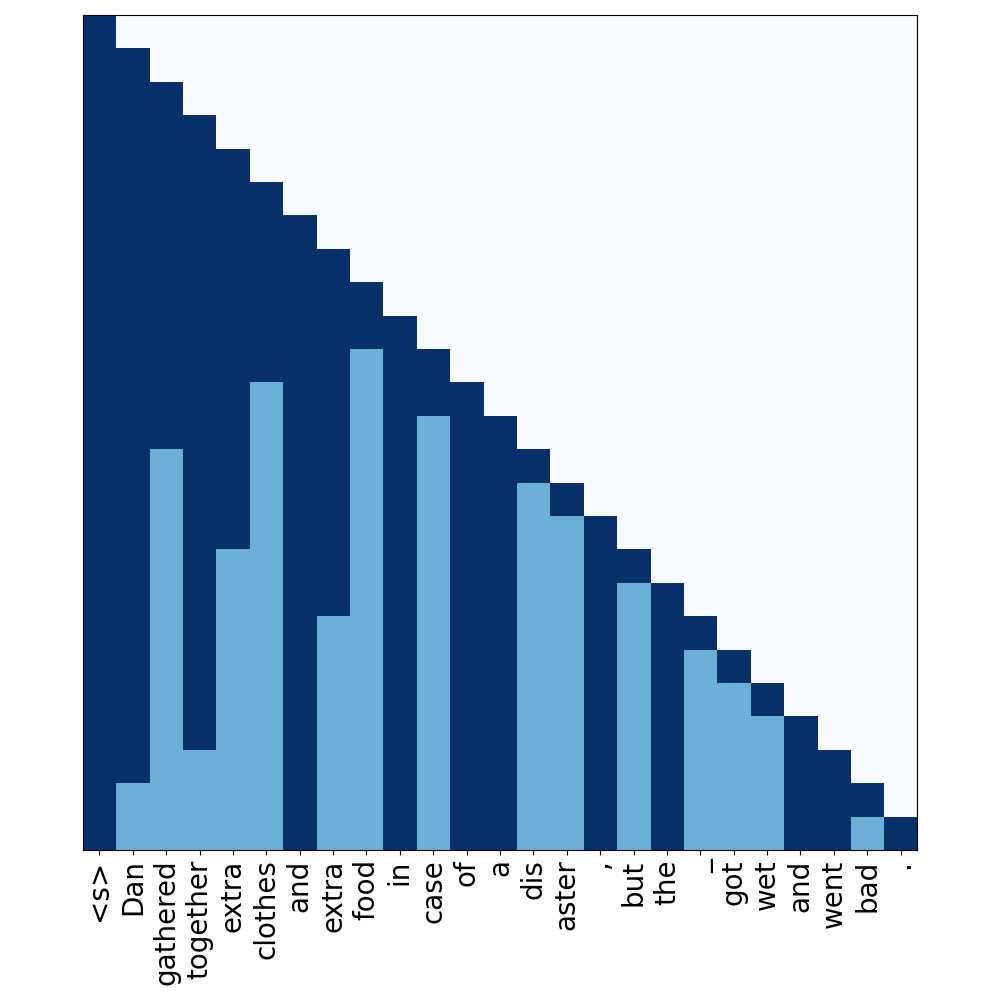 <s> Dan gathered together extra clothes and extra food in case of a dis aster , but the _ got wet and went bad .